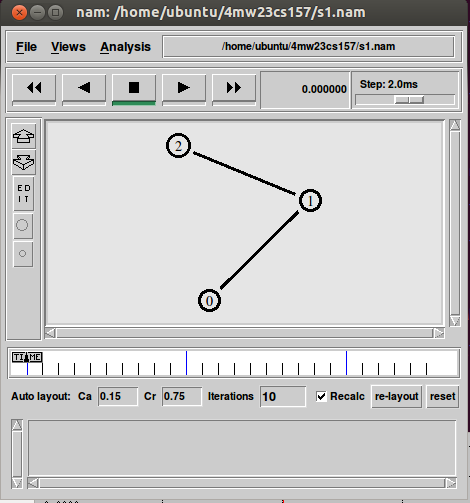 nam: /home/ubuntu/4mw23cs157/s1.nam
File Views Analysis /home/ubuntu/4mw23cs157/s1.nam
0.000000 Step: 2.0ms
2
1
0
EDIT
TIME
Auto layout: Ca 0.15 Cr 0.75 Iterations 10 Recalc re-layout reset